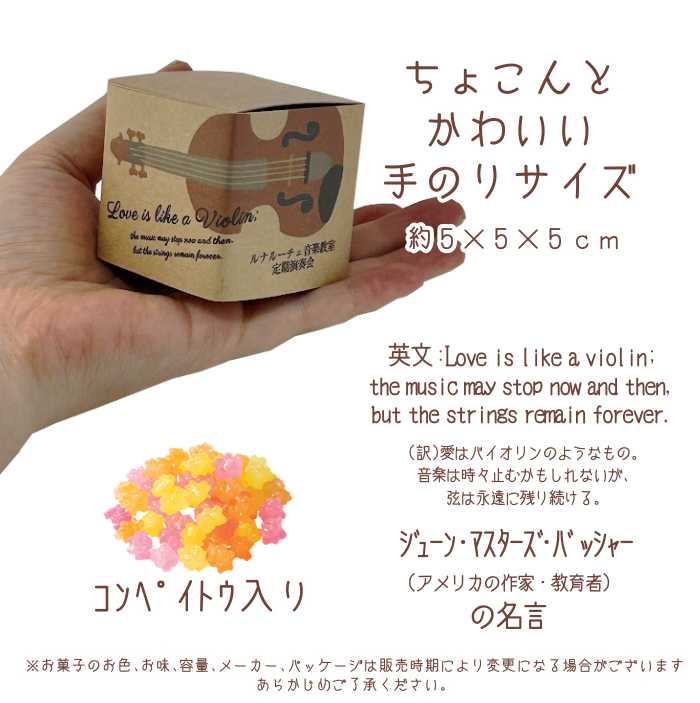 ちょこんと
かわいい
手のりサイズ
約5×5×5cm
Love is like a Violin;
the music may stop now and then,
but the strings remain forever.
ルナルーチェ音楽教室
定期演奏会
英文:Love is like a violin;
the music may stop now and then,
but the strings remain forever.
(訳)愛はバイオリンのようなもの。
音楽は時々止むかもしれないが、
弦は永遠に残り続ける。
ジューン・マスターズ・バッシャー
(アメリカの作家・教育者)
の名言
コンペイトウ入り
※お菓子のお色、お味、容量、メーカー、パッケージは販売時期により変更になる場合がございます
あらかじめご了承ください。